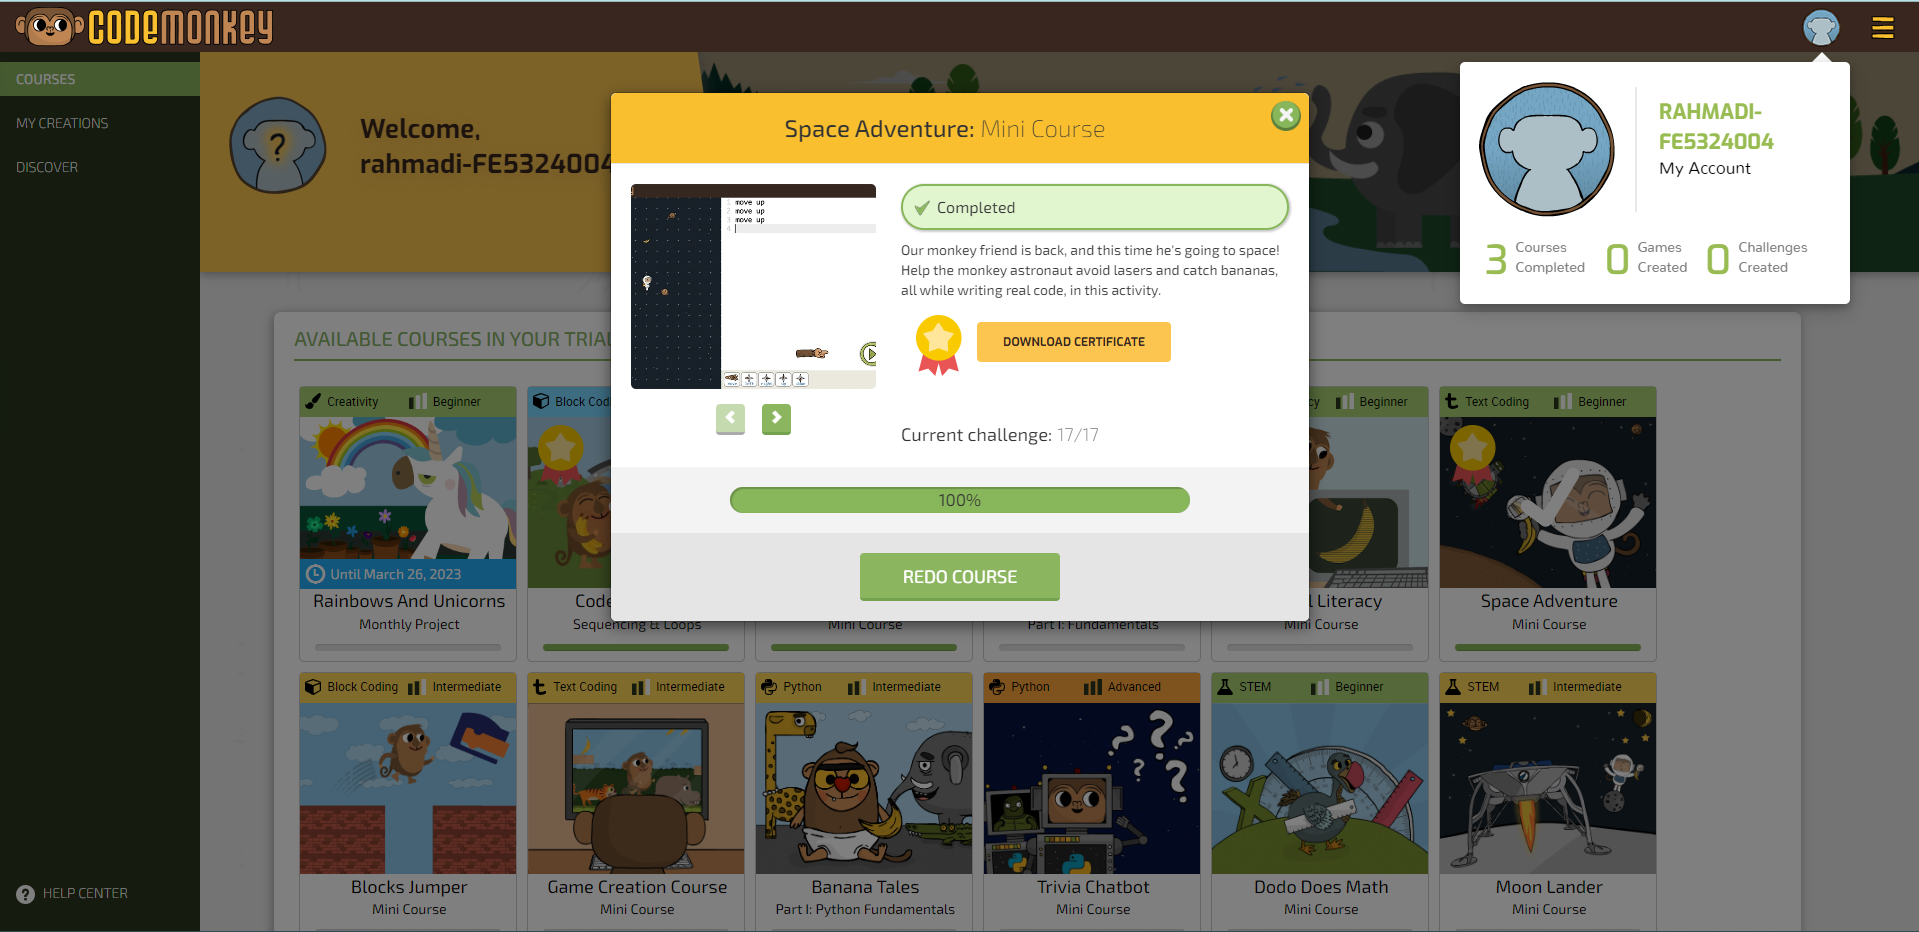 CODEMONKEY
COURSES
MY CREATIONS
DISCOVER
HELP CENTER
Welcome,
rahmadi-FE5324004
RAHMADI-
FE5324004
My Account
3 Courses Completed
0 Games Created
0 Challenges Created
Space Adventure: Mini Course
1 move up
2 move up
3 move up
4
Completed
Our monkey friend is back, and this time he's going to space!
Help the monkey astronaut avoid lasers and catch bananas,
all while writing real code, in this activity.
DOWNLOAD CERTIFICATE
Current challenge: 17/17
100%
REDO COURSE
AVAILABLE COURSES IN YOUR TRIAL
Creativity Beginner
Until March 26, 2023
Rainbows And Unicorns
Monthly Project
Block Cod
Code
Sequencing & Loops
Mini Course
Part I: Fundamentals
cy Beginner
l Literacy
Mini Course
Text Coding Beginner
Space Adventure
Mini Course
Block Coding Intermediate
Blocks Jumper
Mini Course
Text Coding Intermediate
Game Creation Course
Mini Course
Python Intermediate
Banana Tales
Part I: Python Fundamentals
Python Advanced
Trivia Chatbot
Mini Course
STEM Beginner
Dodo Does Math
Mini Course
STEM Intermediate
Moon Lander
Mini Course